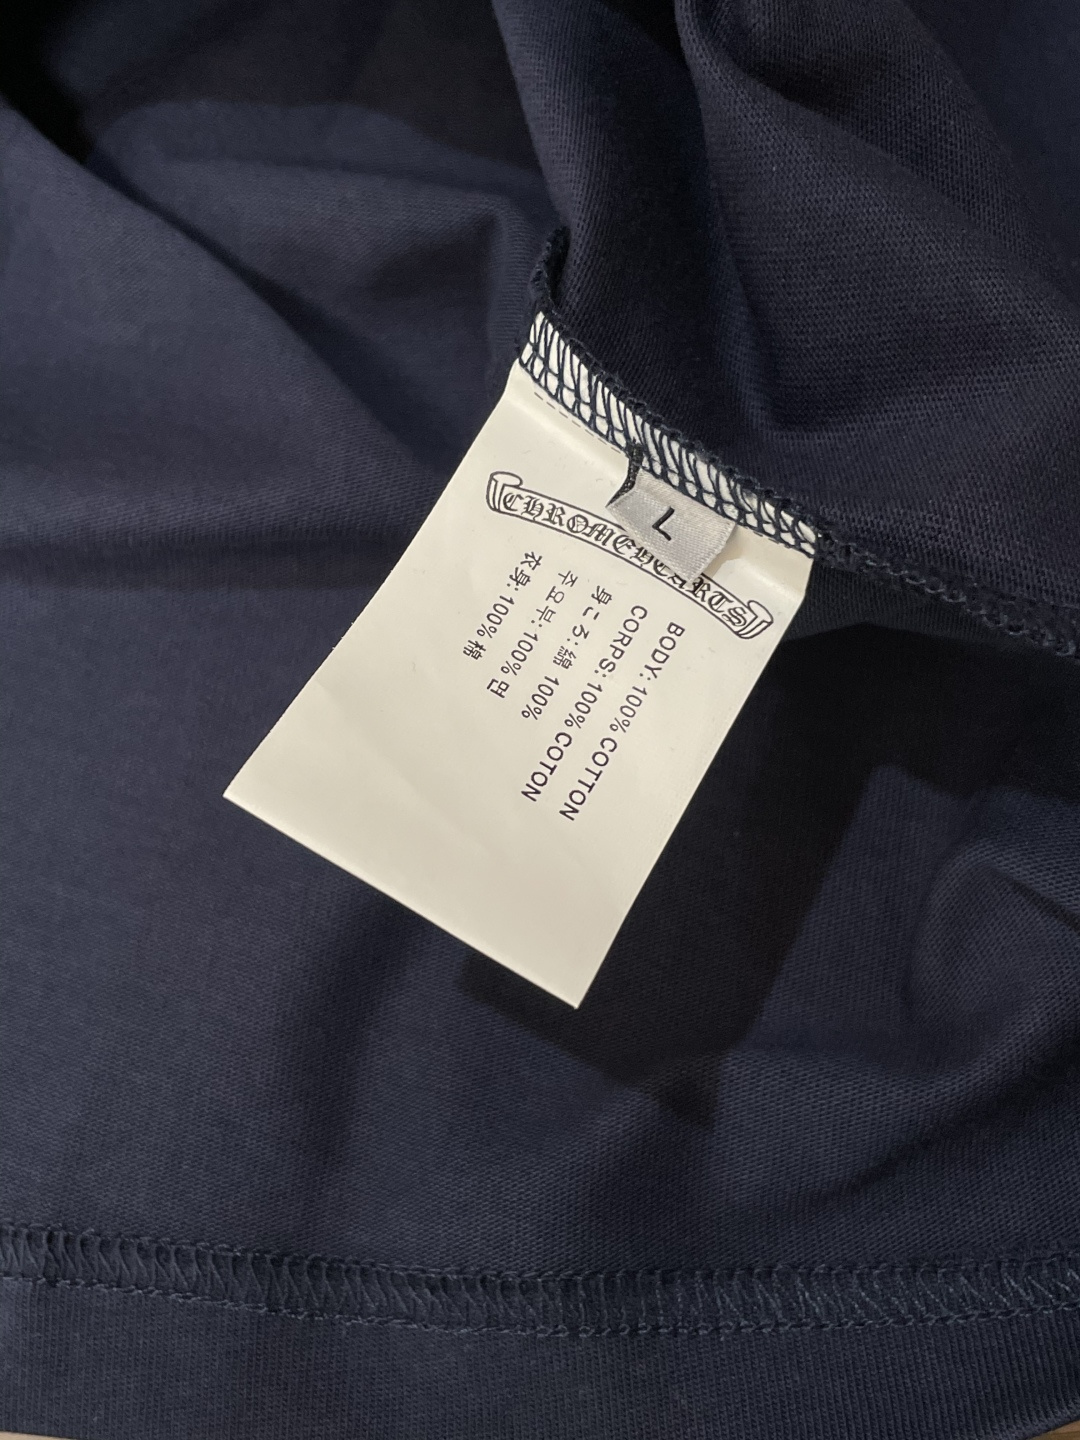 CHROME HEARTS
L
BODY: 100% COTTON
CORPS: 100% COTON
身ごろ: 綿 100%
주요부: 100% 면
衣身: 100% 棉